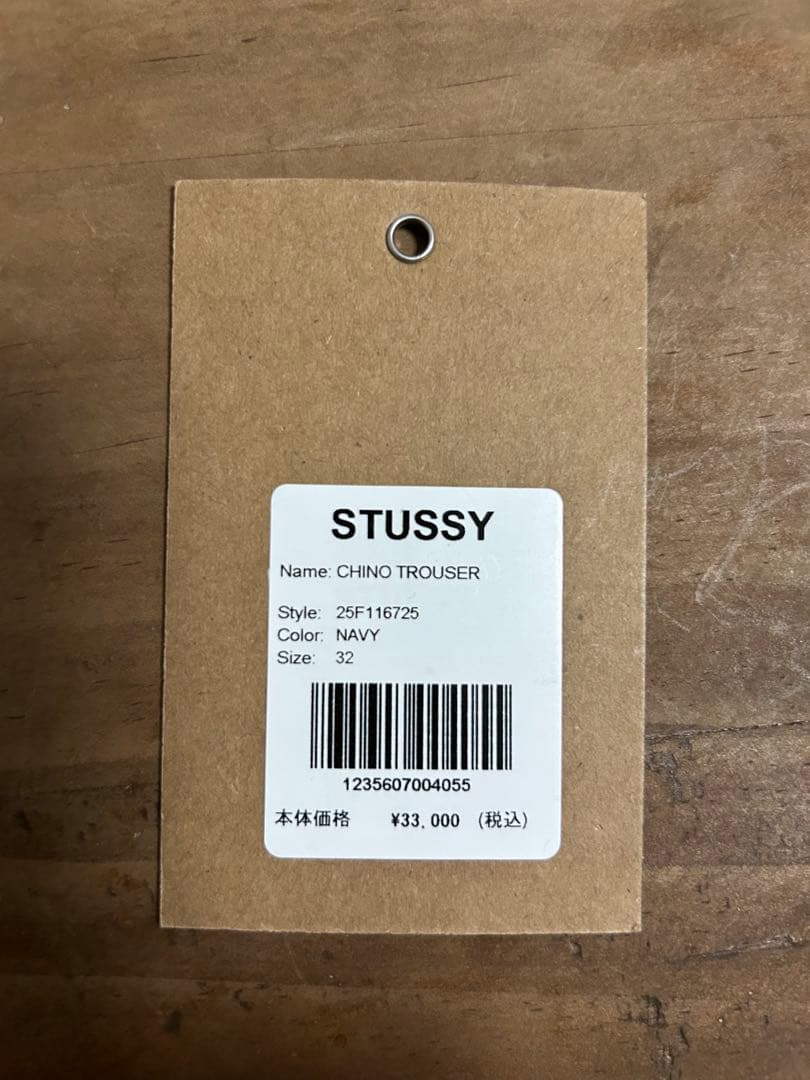 STUSSY
Name: CHINO TROUSER
Style: 25F116725
Color: NAVY
Size: 32
1235607004055
本体価格 ¥33,000 (税込)